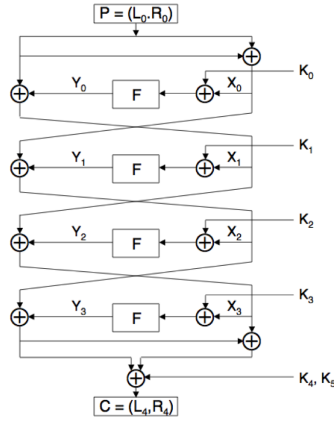 P = (L0.R0)
K0
Y0 F X0
K1
Y1 F X1
K2
Y2 F X2
K3
Y3 F X3
K4, K5
C = (L4,R4)